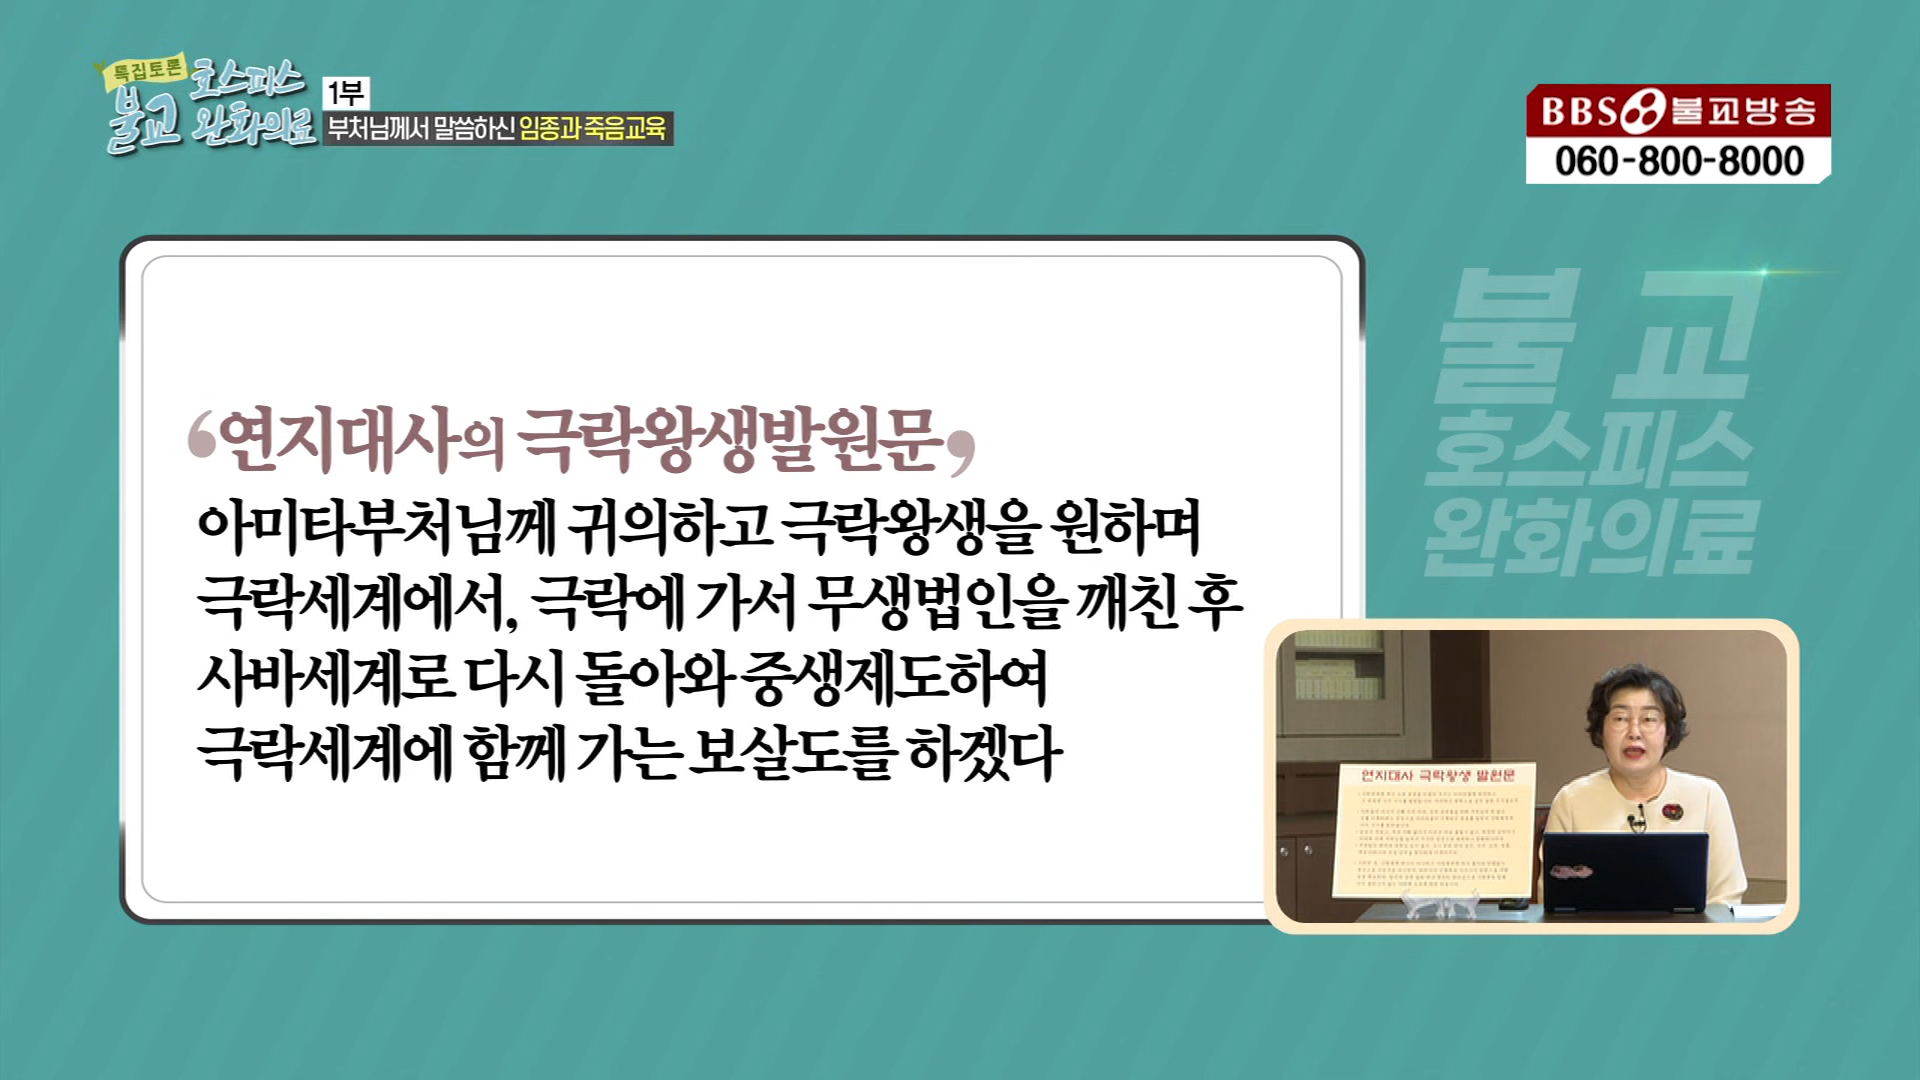 특집토론
불교 호스피스 완화의료
1부
부처님께서 말씀하신 임종과 죽음교육
BBS 불교방송
060-800-8000
불교
호스피스
완화의료
‘연지대사의 극락왕생발원문’
아미타부처님께 귀의하고 극락왕생을 원하며
극락세계에서, 극락에 가서 무생법인을 깨친 후
사바세계로 다시 돌아와 중생제도하여
극락세계에 함께 가는 보살도를 하겠다
연지대사 극락왕생 발원문